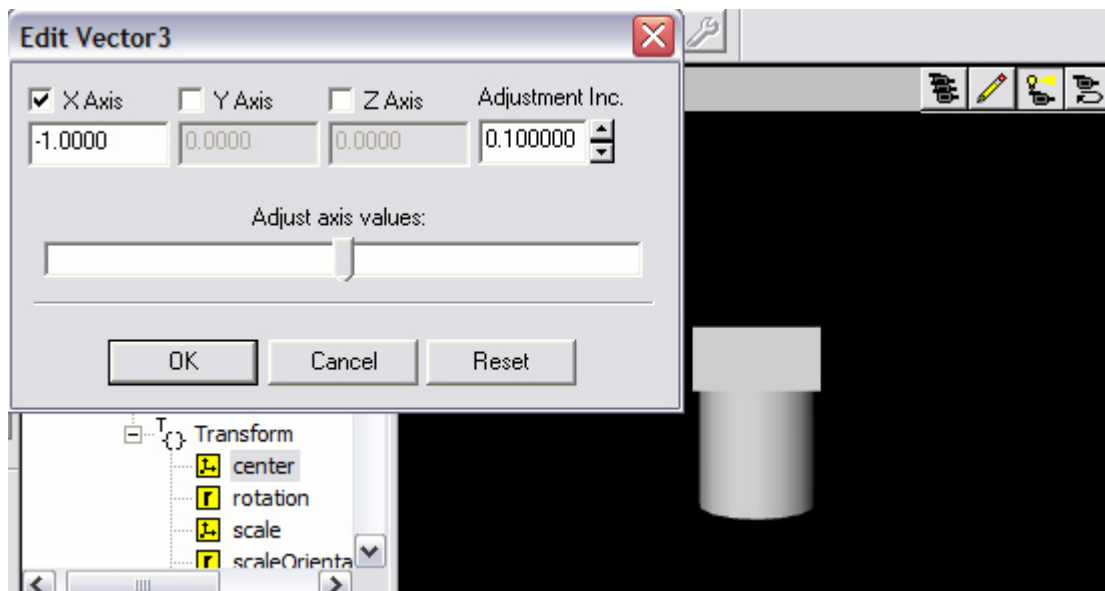 Edit Vector3
X Axis Y Axis Z Axis Adjustment Inc.
-1.0000 0.0000 0.0000 0.100000
Adjust axis values:
OK Cancel Reset
T {} Transform
center
r rotation
scale
r scaleOrienta